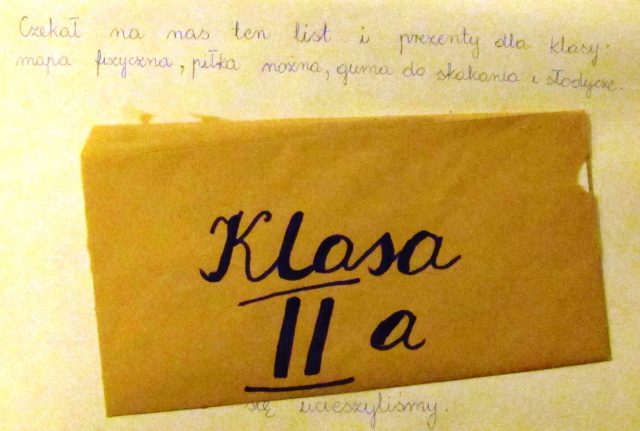 Czekał na nas ten list i prezenty dla klasy:
mapa fizyczna, piłka nożna, guma do skakania i słodycze.
Klasa
II a
się ucieszyliśmy.